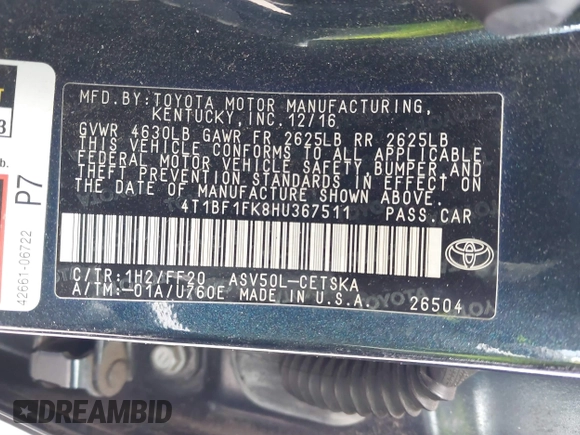 MFD. BY: TOYOTA MOTOR MANUFACTURING,
KENTUCKY, INC. 12/16
GVWR 4630LB GAWR FR 2625LB RR 2625LB
THIS VEHICLE CONFORMS TO ALL APPLICABLE
FEDERAL MOTOR VEHICLE SAFETY, BUMPER, AND
THEFT PREVENTION STANDARDS IN EFFECT ON
THE DATE OF MANUFACTURE SHOWN ABOVE.
4T1BF1FK8HU367511 PASS.CAR
C/TR: 1H2/FF20 ASV50L-CETSKA
A/TM: -01A/U760E MADE IN U.S.A. 26504
TOYOTA
P7
42661-06722
b.
DREAMBID